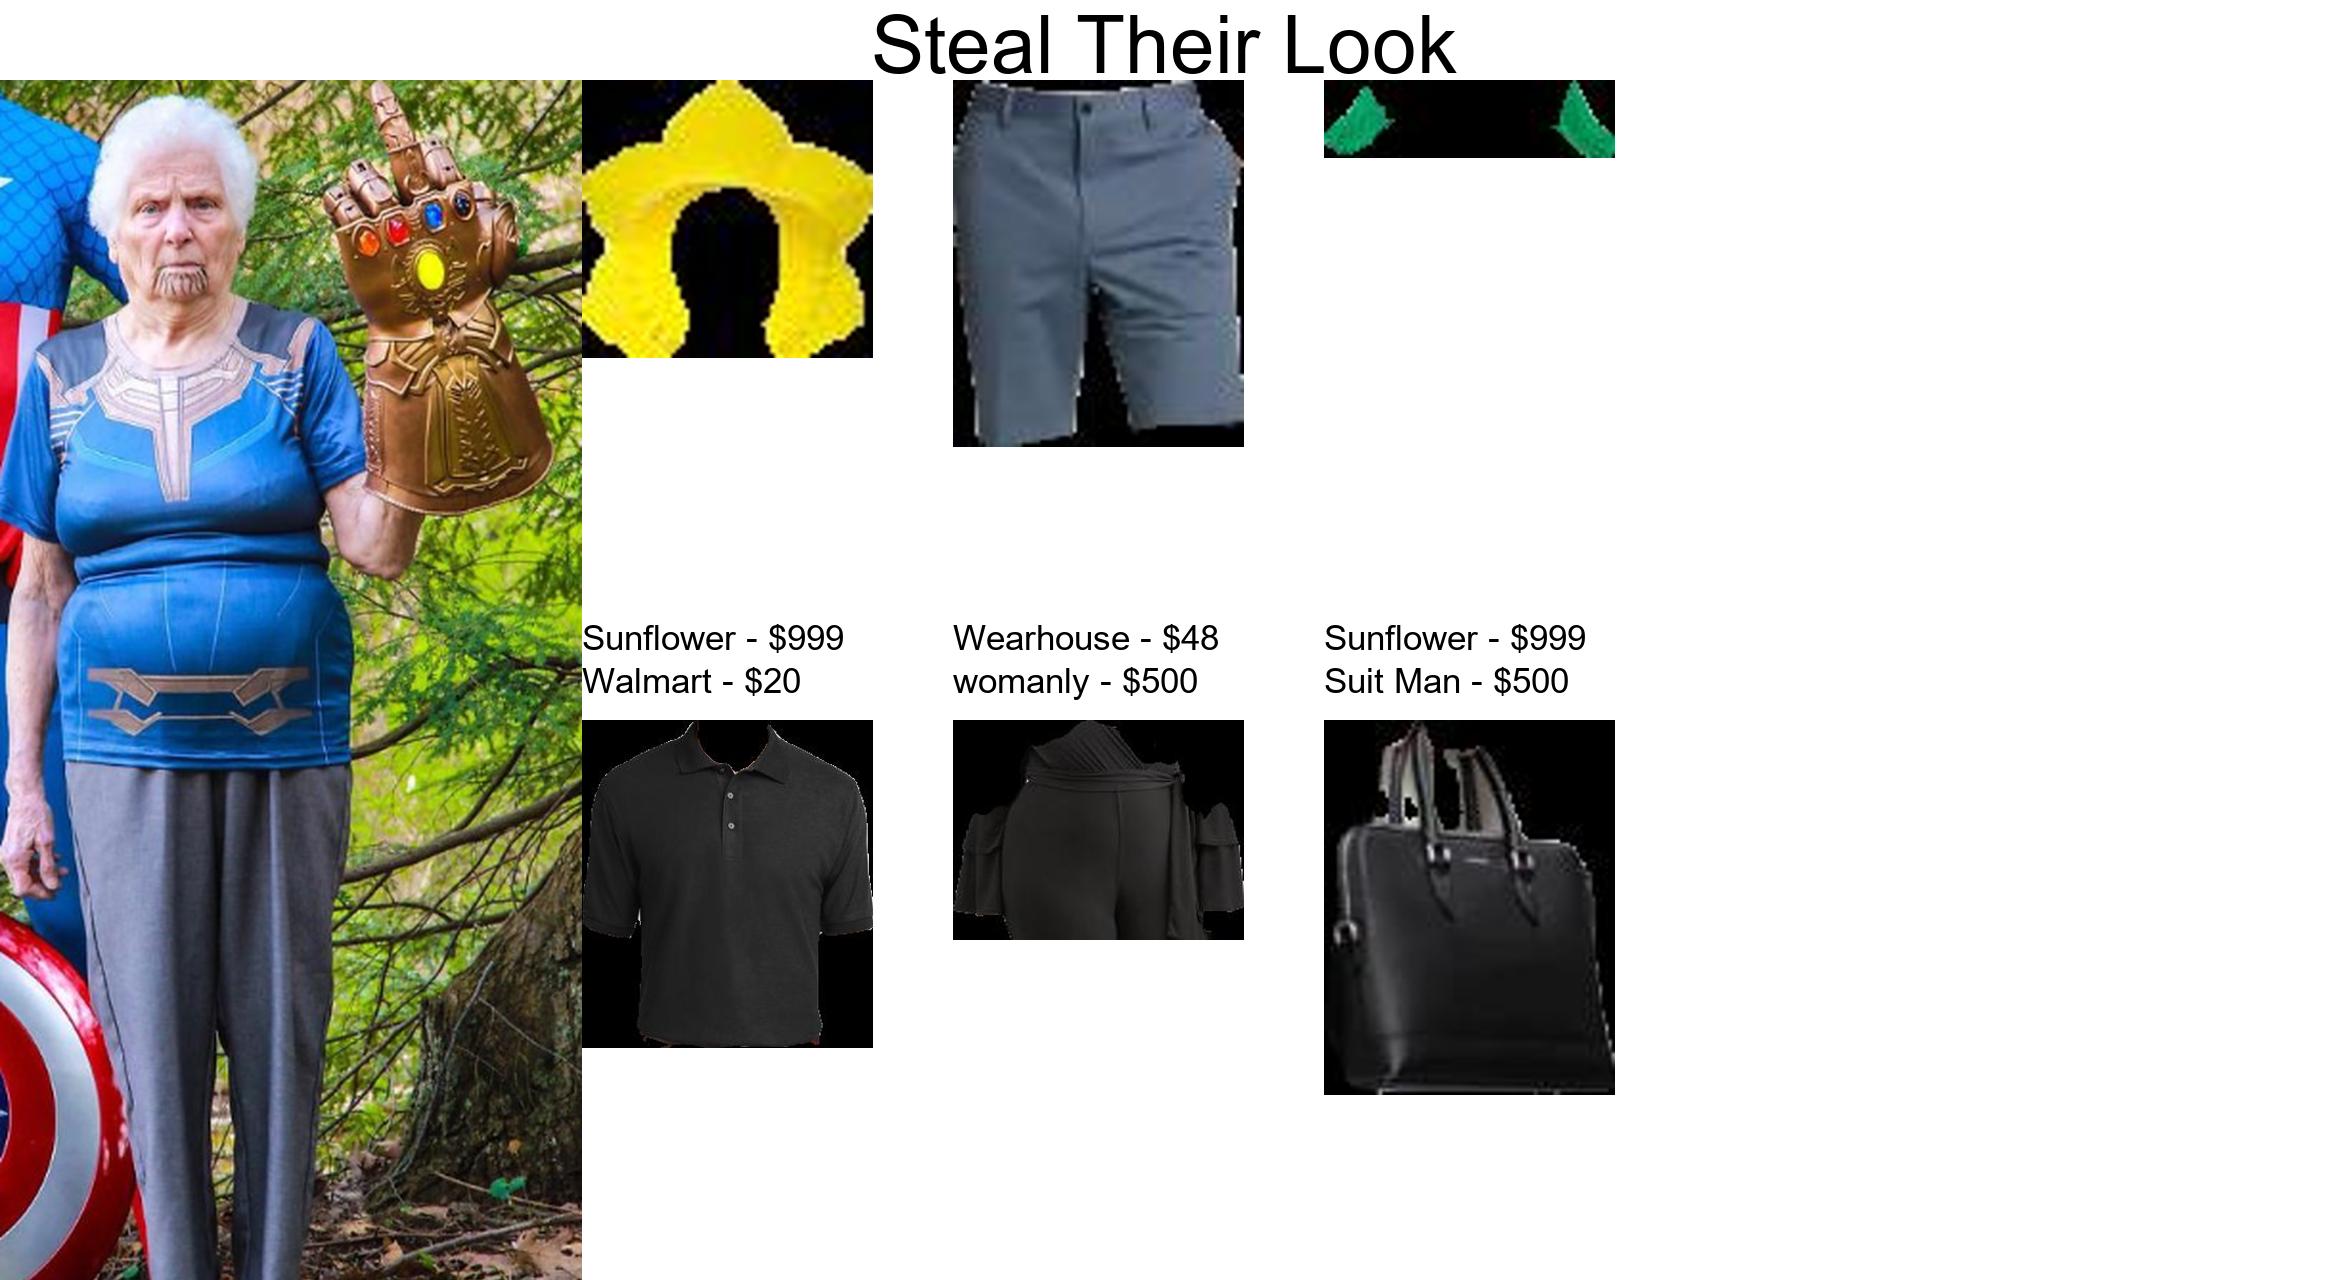 Steal Their Look
Sunflower - $999
Walmart - $20
Wearhouse - $48
womanly - $500
Sunflower - $999
Suit Man - $500